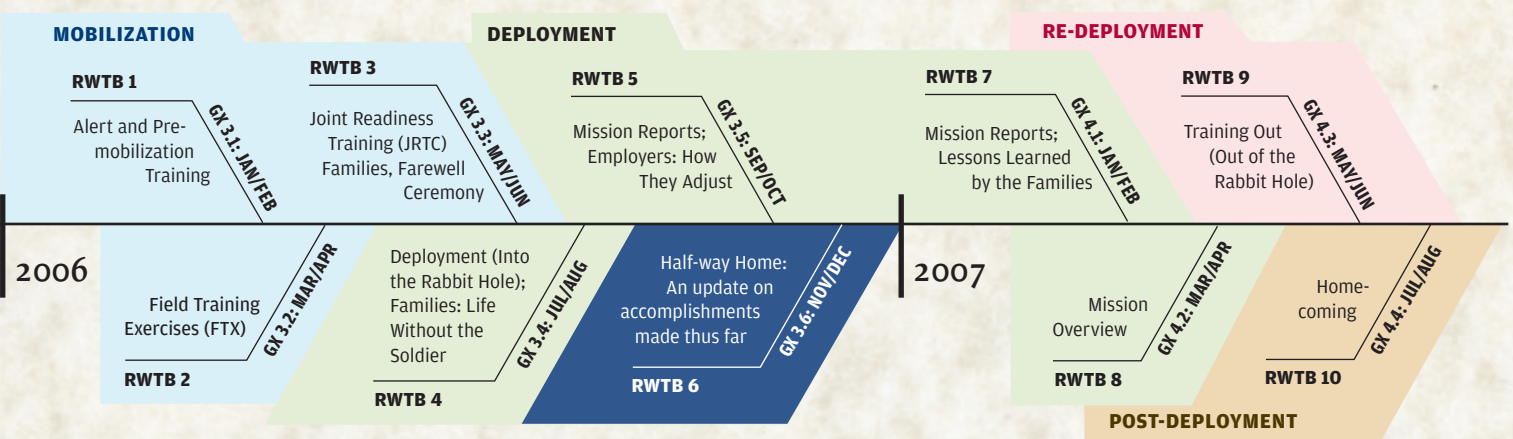 MOBILIZATION
RWTB 1
Alert and Pre-
mobilization
Training
GX 3.1: JAN/FEB
RWTB 3
Joint Readiness
Training (JRTC)
Families, Farewell
Ceremony
GX 3.3: MAY/JUN
DEPLOYMENT
RWTB 5
Mission Reports;
Employers: How
They Adjust
GX 3.5: SEP/OCT
RWTB 7
Mission Reports;
Lessons Learned
by the Families
GX 4.1: JAN/FEB
RE-DEPLOYMENT
RWTB 9
Training Out
(Out of the
Rabbit Hole)
GX 4.3: MAY/JUN
2006
Field Training
Exercises (FTX)
GX 3.2: MAR/APR
RWTB 2
Deployment (Into
the Rabbit Hole);
Families: Life
Without the
Soldier
GX 3.4: JUL/AUG
RWTB 4
Half-way Home:
An update on
accomplishments
made thus far
GX 3.6: NOV/DEC
RWTB 6
2007
Mission
Overview
GX 4.2: MAR/APR
RWTB 8
Home-
coming
GX 4.4: JUL/AUG
RWTB 10
POST-DEPLOYMENT